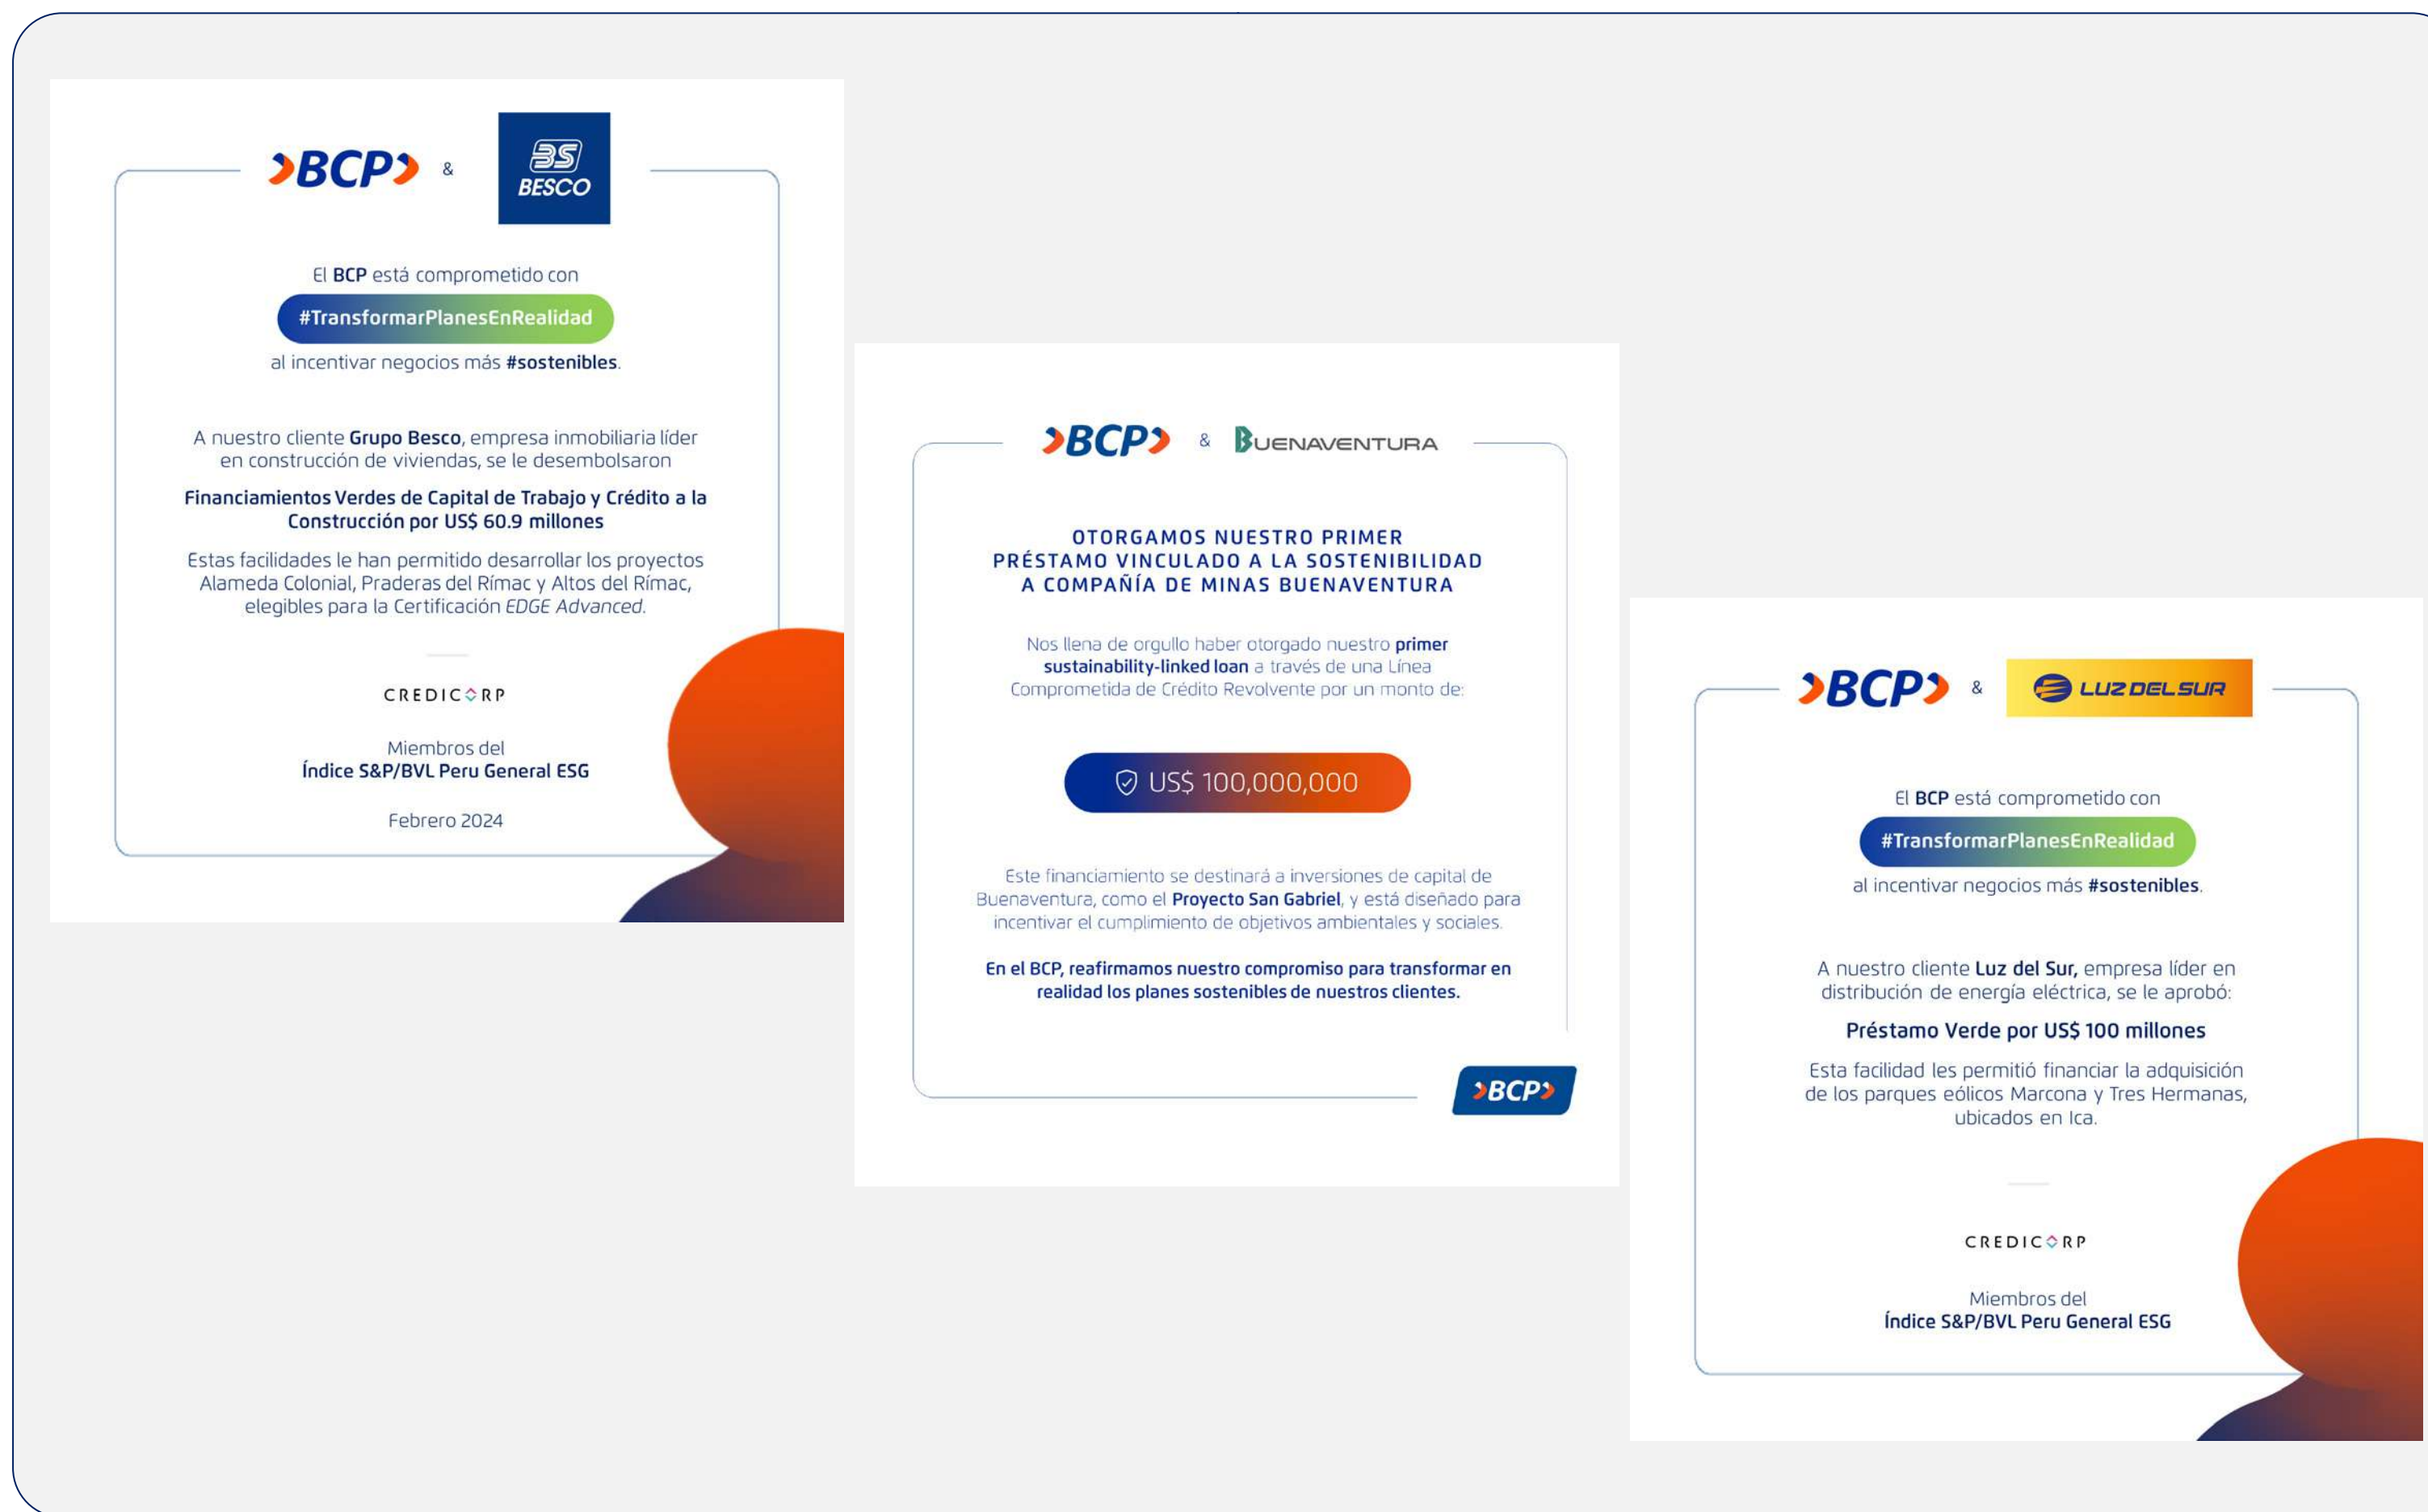 BCP & BS BESCO
El BCP está comprometido con
#TransformarPlanesEnRealidad
al incentivar negocios más #sostenibles.
A nuestro cliente Grupo Besco, empresa inmobiliaria líder
en construcción de viviendas, se le desembolsaron
Financiamientos Verdes de Capital de Trabajo y Crédito a la
Construcción por US$ 60.9 millones
Estas facilidades le han permitido desarrollar los proyectos
Alameda Colonial, Praderas del Rímac y Altos del Rímac,
elegibles para la Certificación EDGE Advanced.
CREDICORP
Miembros del
Índice S&P/BVL Peru General ESG
Febrero 2024
BCP & BUENAVENTURA
OTORGAMOS NUESTRO PRIMER
PRÉSTAMO VINCULADO A LA SOSTENIBILIDAD
A COMPAÑÍA DE MINAS BUENAVENTURA
Nos llena de orgullo haber otorgado nuestro primer
sustainability-linked loan a través de una Línea
Comprometida de Crédito Revolvente por un monto de:
US$ 100,000,000
Este financiamiento se destinará a inversiones de capital de
Buenaventura, como el Proyecto San Gabriel, y está diseñado para
incentivar el cumplimiento de objetivos ambientales y sociales.
En el BCP, reafirmamos nuestro compromiso para transformar en
realidad los planes sostenibles de nuestros clientes.
BCP
BCP & LUZ DEL SUR
El BCP está comprometido con
#TransformarPlanesEnRealidad
al incentivar negocios más #sostenibles.
A nuestro cliente Luz del Sur, empresa líder en
distribución de energía eléctrica, se le aprobó:
Préstamo Verde por US$ 100 millones
Esta facilidad les permitió financiar la adquisición
de los parques eólicos Marcona y Tres Hermanas,
ubicados en Ica.
CREDICORP
Miembros del
Índice S&P/BVL Peru General ESG